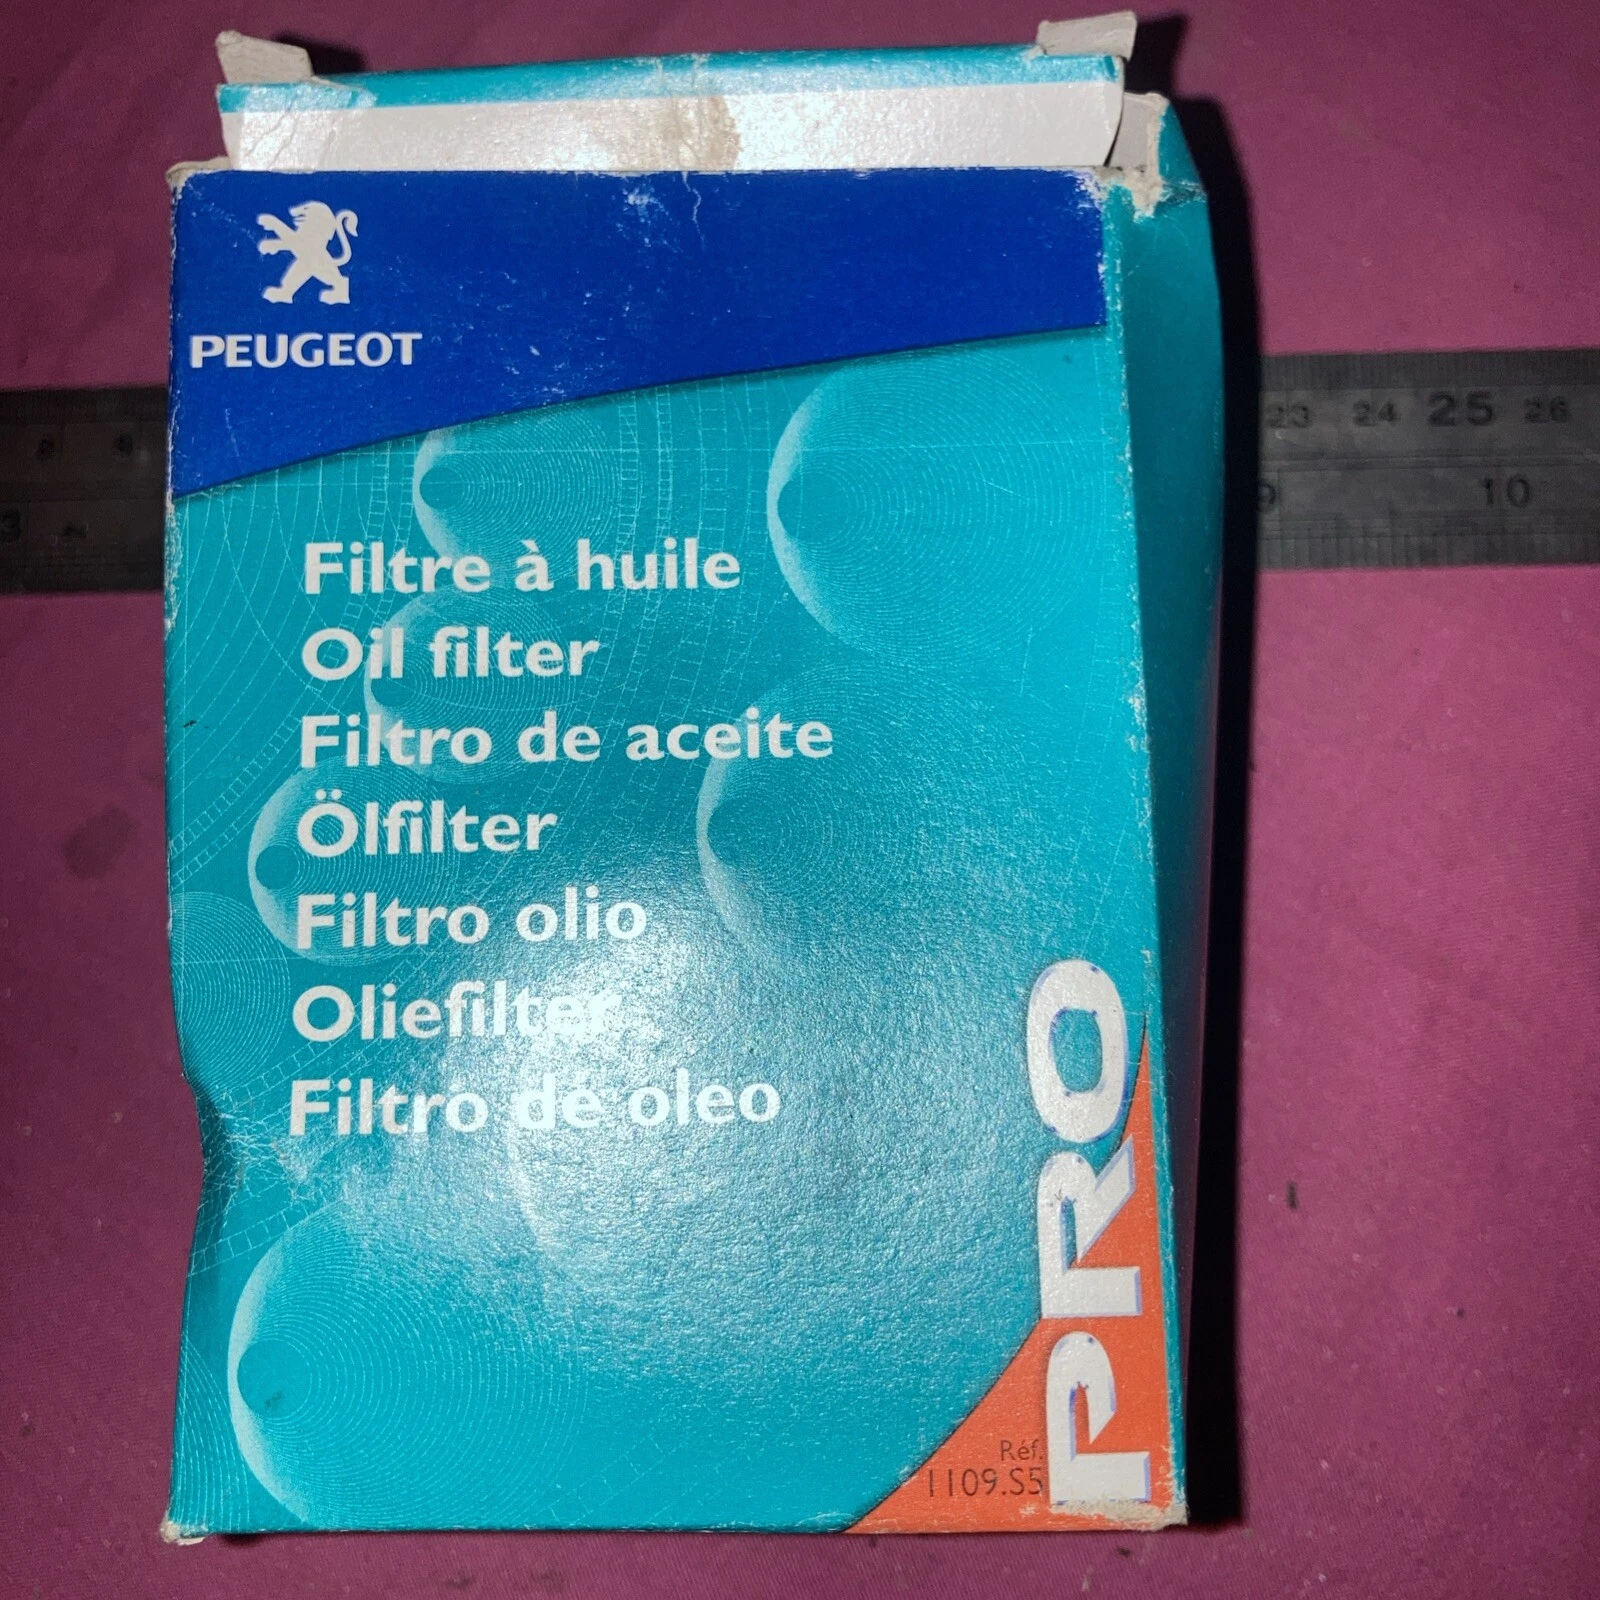 PEUGEOT
Filtre à huile
Oil filter
Filtro de aceite
Ölfilter
Filtro olio
Oliefilter
Filtro de oleo
PRO
Réf.
1109.S5
23 24 25 26
9 10